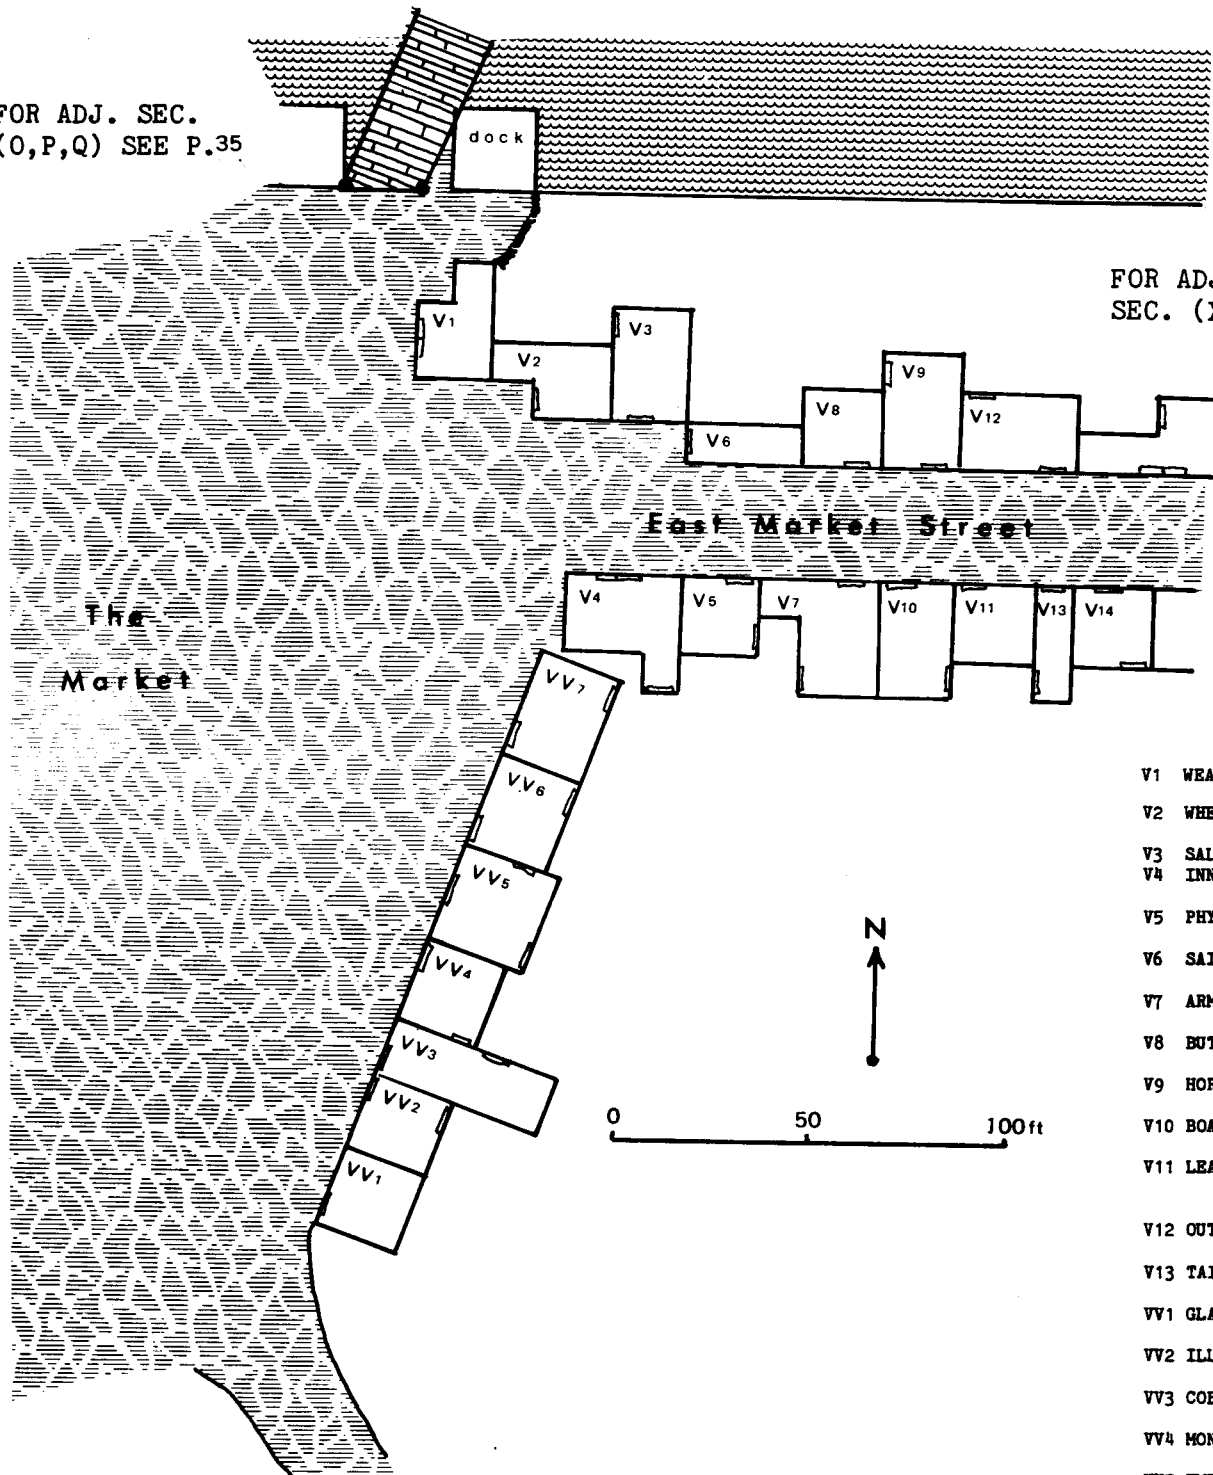 FOR ADJ. SEC.
(O,P,Q) SEE P.35
dock
FOR ADJ
SEC. (
V1
V2
V3
V6
V8
V9
V12
East Market Street
V4
V5
V7
V10
V11
V13
V14
The
Market
VV7
VV6
VV5
VV4
VV3
VV2
VV1
N
0 50 100ft
V1 WEA
V2 WHE
V3 SAL
V4 INN
V5 PHY
V6 SAI
V7 ARM
V8 BUT
V9 HOR
V10 BOA
V11 LEA
V12 OUT
V13 TAI
VV1 GLA
VV2 ILL
VV3 COB
VV4 MON